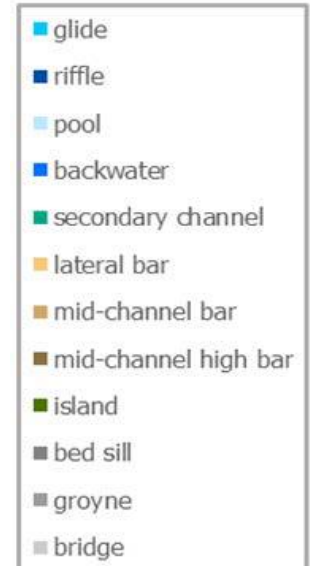 glide
riffle
pool
backwater
secondary channel
lateral bar
mid-channel bar
mid-channel high bar
island
bed sill
groyne
bridge